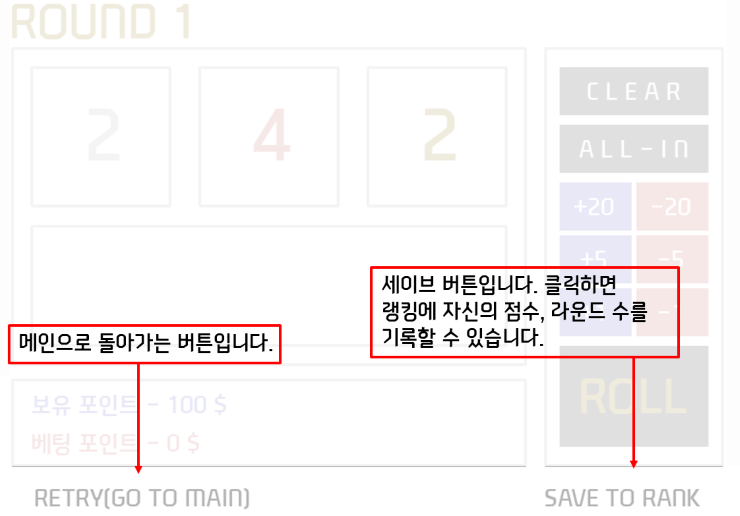 ROUND 1
2
4
2
CLEAR
ALL-IN
+20
-20
+5
-5
세이브 버튼입니다. 클릭하면
랭킹에 자신의 점수, 라운드 수를
기록할 수 있습니다.
메인으로 돌아가는 버튼입니다.
보유 포인트 - 100 $
베팅 포인트 - 0 $
ROLL
RETRY(GO TO MAIN)
SAVE TO RANK